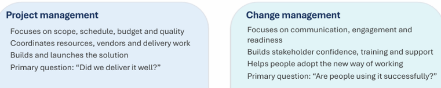 Project management
Focuses on scope, schedule, budget and quality
Coordinates resources, vendors and delivery work
Builds and launches the solution
Primary question: “Did we deliver it well?”
Change management
Focuses on communication, engagement and
readiness
Builds stakeholder confidence, training and support
Helps people adopt the new way of working
Primary question: “Are people using it successfully?”